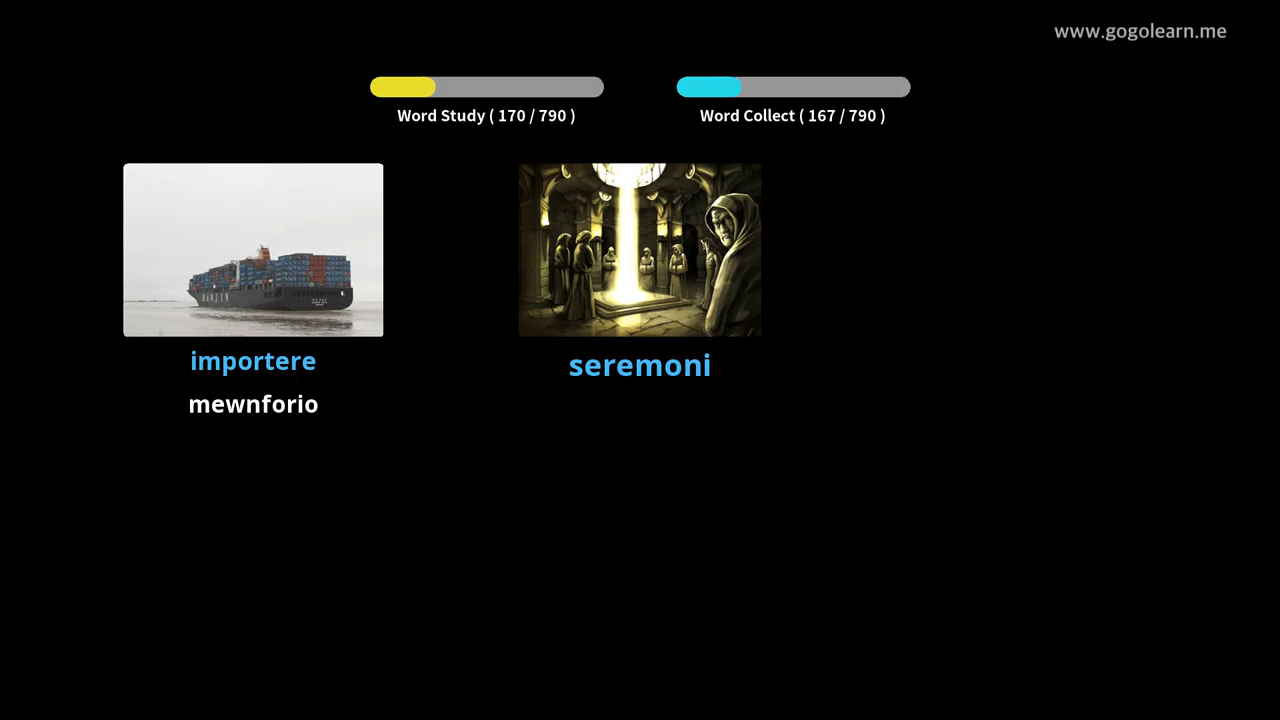 www.gogolearn.me
Word Study ( 170 / 790 )
Word Collect ( 167 / 790 )
importere
mewnforio
seremoni